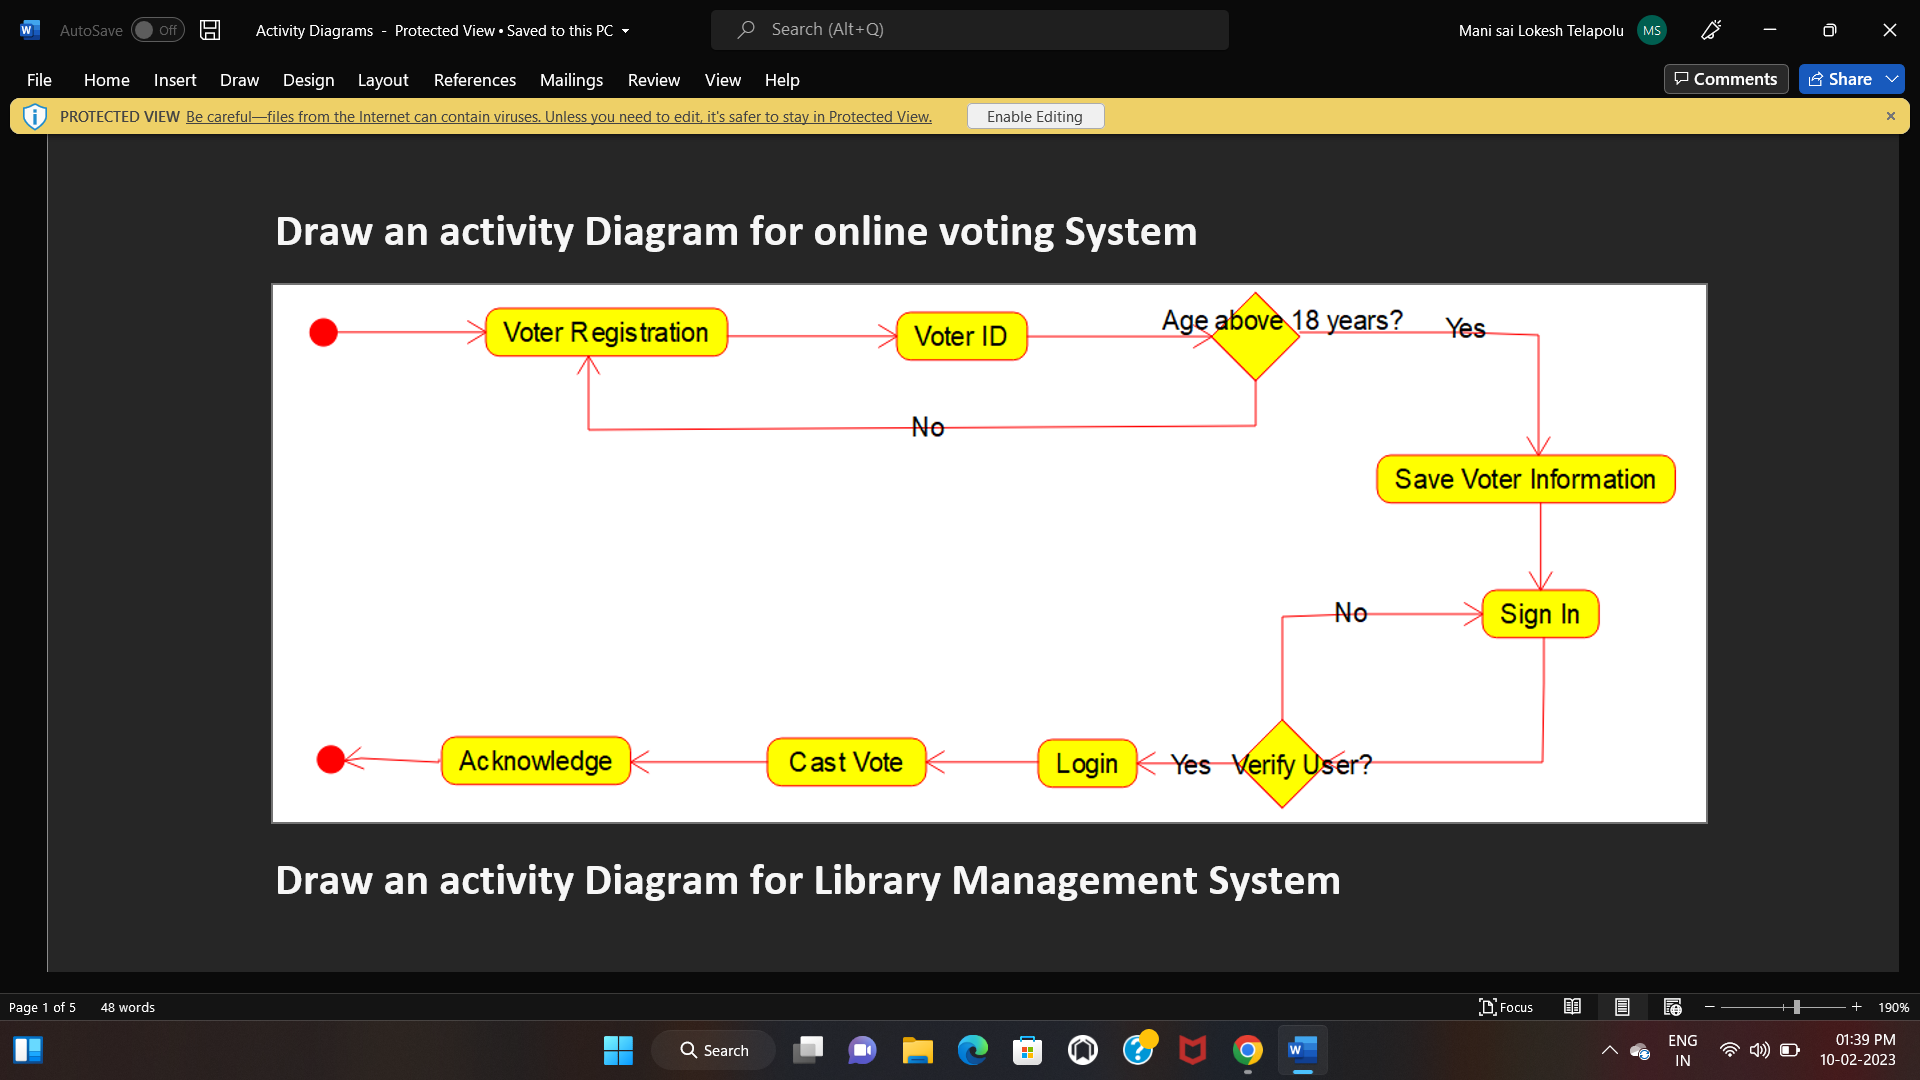 AutoSave Off Activity Diagrams - Protected View • Saved to this PC Search (Alt+Q) Mani sai Lokesh Telapolu MS
File Home Insert Draw Design Layout References Mailings Review View Help Comments Share
PROTECTED VIEW Be careful—files from the Internet can contain viruses. Unless you need to edit, it's safer to stay in Protected View. Enable Editing
Draw an activity Diagram for online voting System
Voter Registration Voter ID Age above 18 years? Yes
No
Save Voter Information
No Sign In
Acknowledge Cast Vote Login Yes Verify User?
Draw an activity Diagram for Library Management System
Page 1 of 5 48 words Focus 190%
Search ENG IN 01:39 PM
10-02-2023